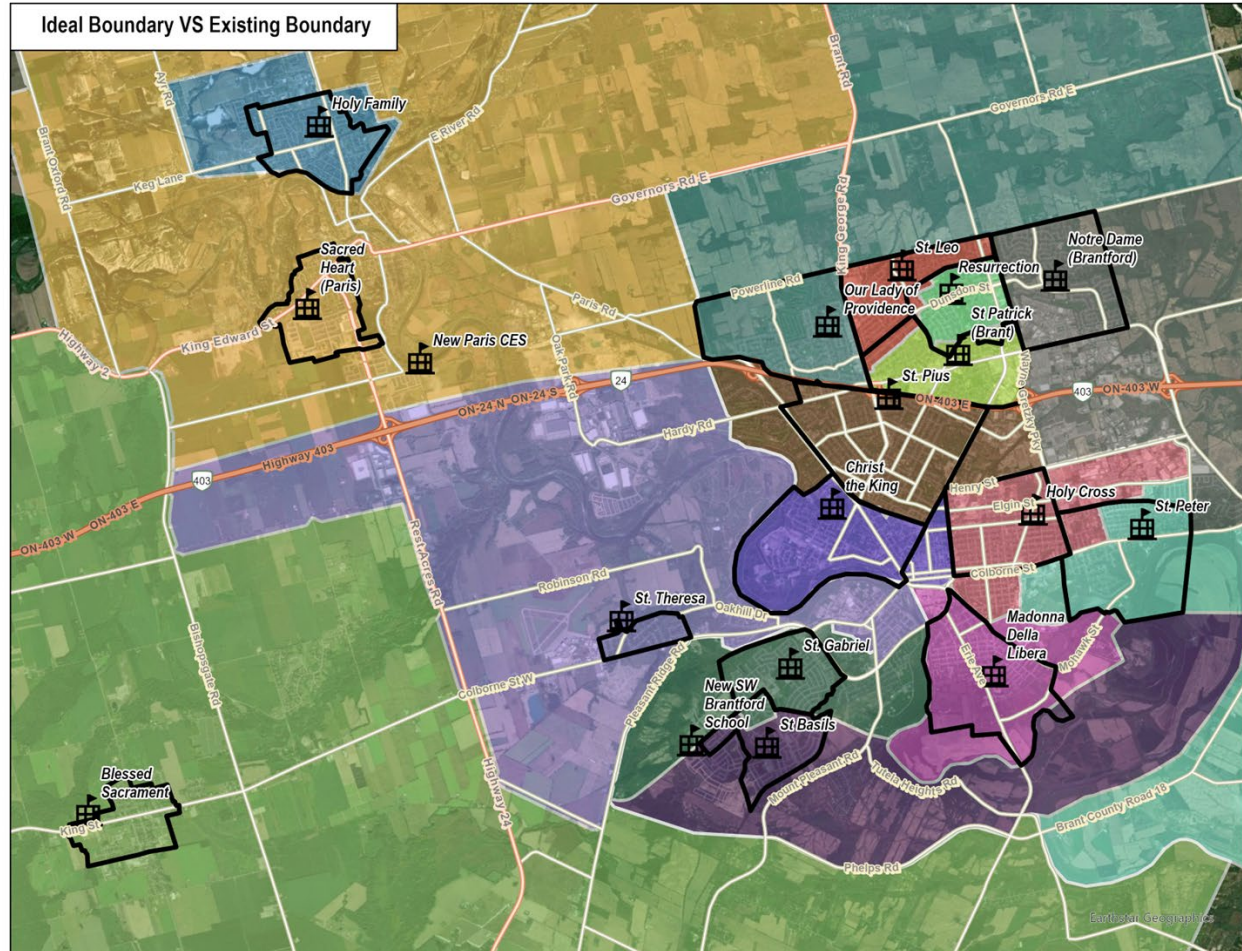 Ideal Boundary VS Existing Boundary
Ayr Rd
Brant Oxford Rd
Holy Family
E River Rd
Keg Lane
Brant Rd
Governors Rd E
Governors Rd E
King George Rd
Sacred
Heart
(Paris)
St. Leo
Notre Dame
(Brantford)
Resurrection
Powerline Rd
Our Lady of
Providence
Dunsdon St
Paris Rd
St Patrick
(Brant)
King Edward St
Highway 2
New Paris CES
Oak Park Rd
Wayne Gretzky Pky
ON-24 N ON-24 S
24
St. Pius
ON-403 E
403
ON-403 W
Hardy Rd
Highway 403
403
ON-403 W ON-403 E
Christ
the King
Henry St
Elgin St
Holy Cross
St. Peter
Rest Acres Rd
Robinson Rd
Colborne St
St. Theresa
Oakhill Dr
Bishopsgate Rd
Madonna
Della
Libera
St. Gabriel
Erie Ave
Mohawk St
Pleasant Ridge Rd
Colborne St W
New SW
Brantford
School
St Basils
Mount Pleasant Rd
Tutela Heights Rd
Blessed
Sacrament
King St
Highway 24
Brant County Road 18
Phelps Rd
Earthstar Geographics